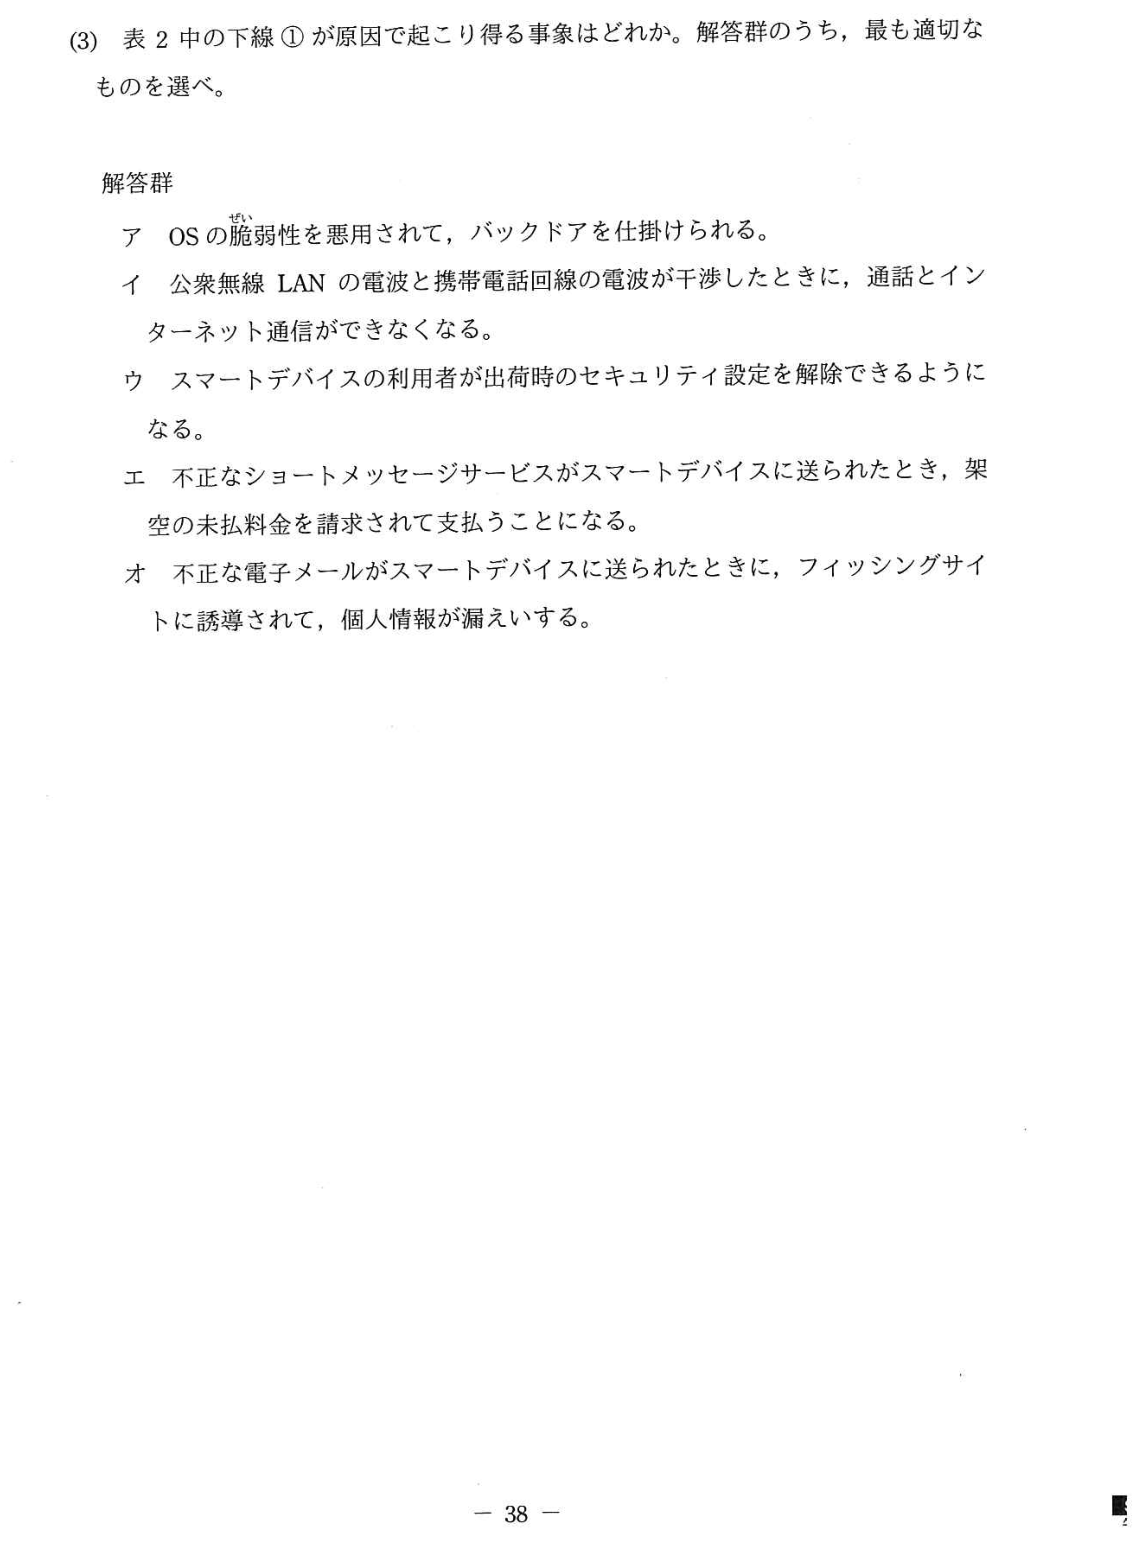 (3) 表 2 中の下線 ① が原因で起こり得る事象はどれか。解答群のうち，最も適切な
ものを選べ。
解答群
ア OS の脆弱性を悪用されて，バックドアを仕掛けられる。
ぜい
イ 公衆無線 LAN の電波と携帯電話回線の電波が干渉したときに，通話とイン
ターネット通信ができなくなる。
ウ スマートデバイスの利用者が出荷時のセキュリティ設定を解除できるように
なる。
エ 不正なショートメッセージサービスがスマートデバイスに送られたとき，架
空の未払料金を請求されて支払うことになる。
オ 不正な電子メールがスマートデバイスに送られたときに，フィッシングサイ
トに誘導されて，個人情報が漏えいする。
— 38 —